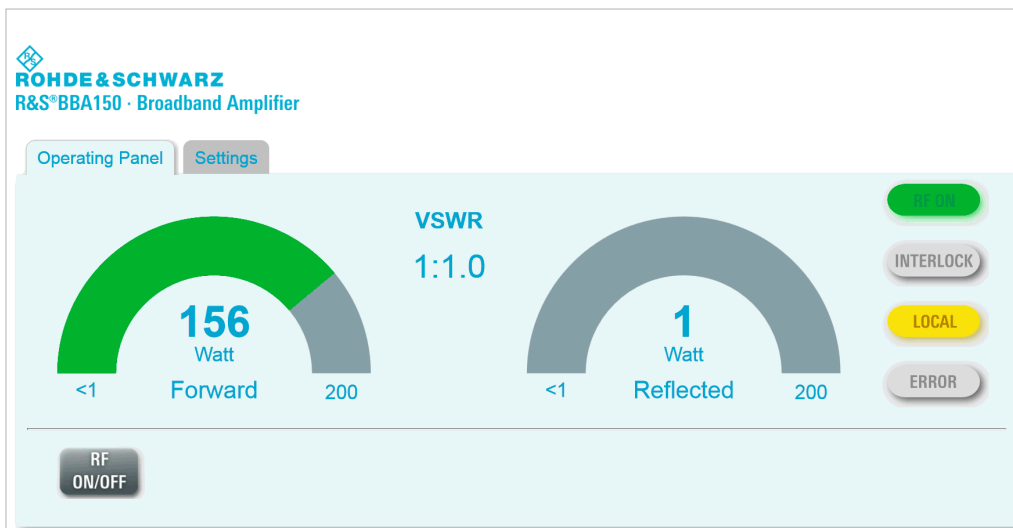 R&S
ROHDE&SCHWARZ
R&S®BBA150 · Broadband Amplifier
Operating Panel
Settings
VSWR
1:1.0
156
Watt
Forward
<1
200
1
Watt
Reflected
<1
200
RF ON
INTERLOCK
LOCAL
ERROR
RF
ON/OFF